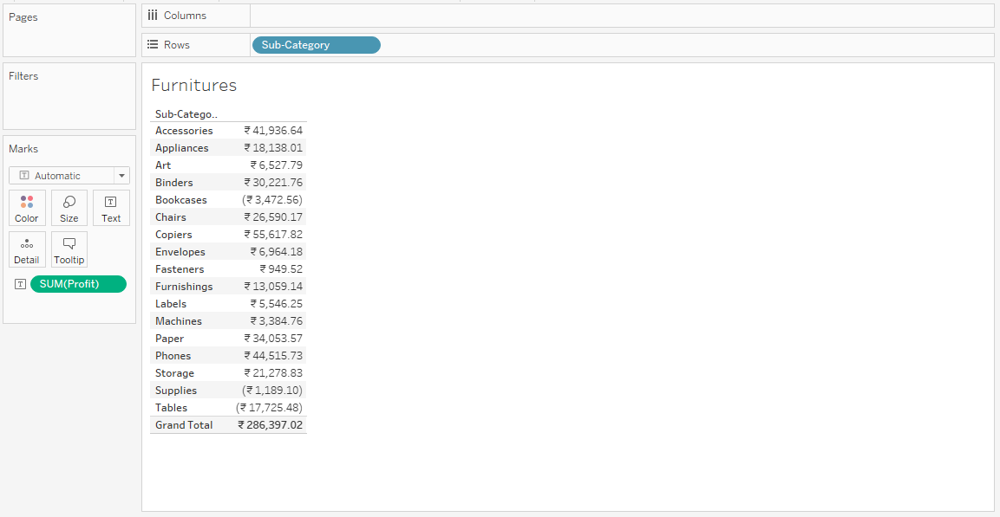 Pages
Columns
Rows
Sub-Category
Filters
Marks
Automatic
Color
Size
Text
Detail
Tooltip
SUM(Profit)
Furnitures
Sub-Catego..
Accessories ₹ 41,936.64
Appliances ₹ 18,138.01
Art ₹ 6,527.79
Binders ₹ 30,221.76
Bookcases (₹ 3,472.56)
Chairs ₹ 26,590.17
Copiers ₹ 55,617.82
Envelopes ₹ 6,964.18
Fasteners ₹ 949.52
Furnishings ₹ 13,059.14
Labels ₹ 5,546.25
Machines ₹ 3,384.76
Paper ₹ 34,053.57
Phones ₹ 44,515.73
Storage ₹ 21,278.83
Supplies (₹ 1,189.10)
Tables (₹ 17,725.48)
Grand Total ₹ 286,397.02